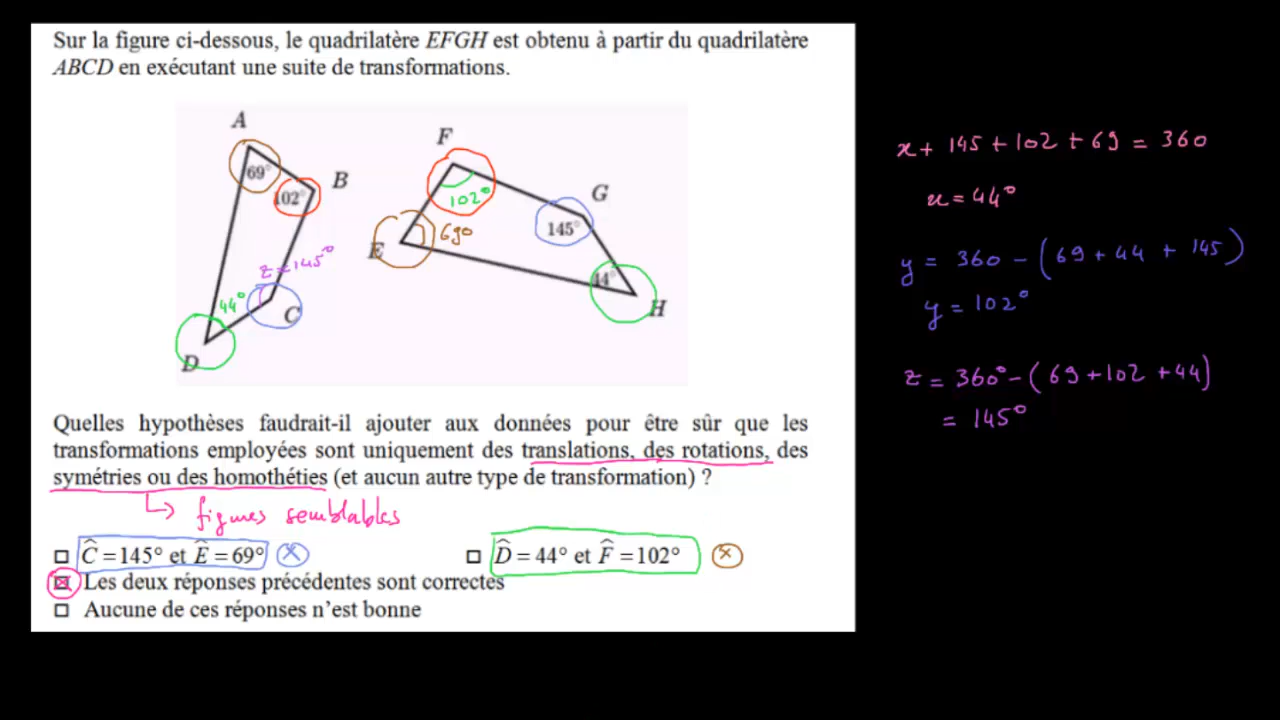 Sur la figure ci-dessous, le quadrilatère EFGH est obtenu à partir du quadrilatère
ABCD en exécutant une suite de transformations.
A
69°
102°
B
z=145°
44°
C
D
F
102°
G
145°
E
69°
44°
H
x + 145 + 102 + 69 = 360
x = 44°
y = 360 - (69 + 44 + 145)
y = 102°
z = 360° - (69 + 102 + 44)
= 145°
Quelles hypothèses faudrait-il ajouter aux données pour être sûr que les
transformations employées sont uniquement des translations, des rotations, des
symétries ou des homothéties (et aucun autre type de transformation) ?
↳ figures semblables
Ĉ = 145° et Ê = 69°
D̂ = 44° et F̂ = 102°
Les deux réponses précédentes sont correctes
Aucune de ces réponses n'est bonne